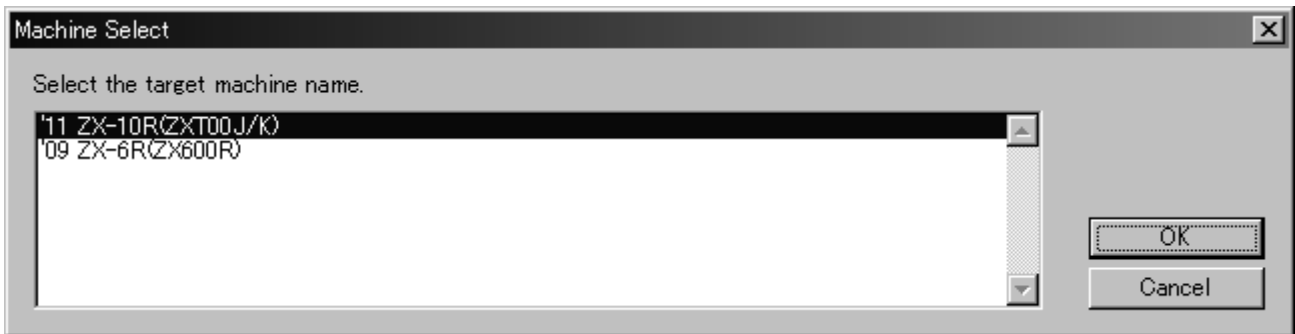 Machine Select
Select the target machine name.
'11 ZX-10R(ZXT00J/K)
'09 ZX-6R(ZX600R)
OK
Cancel